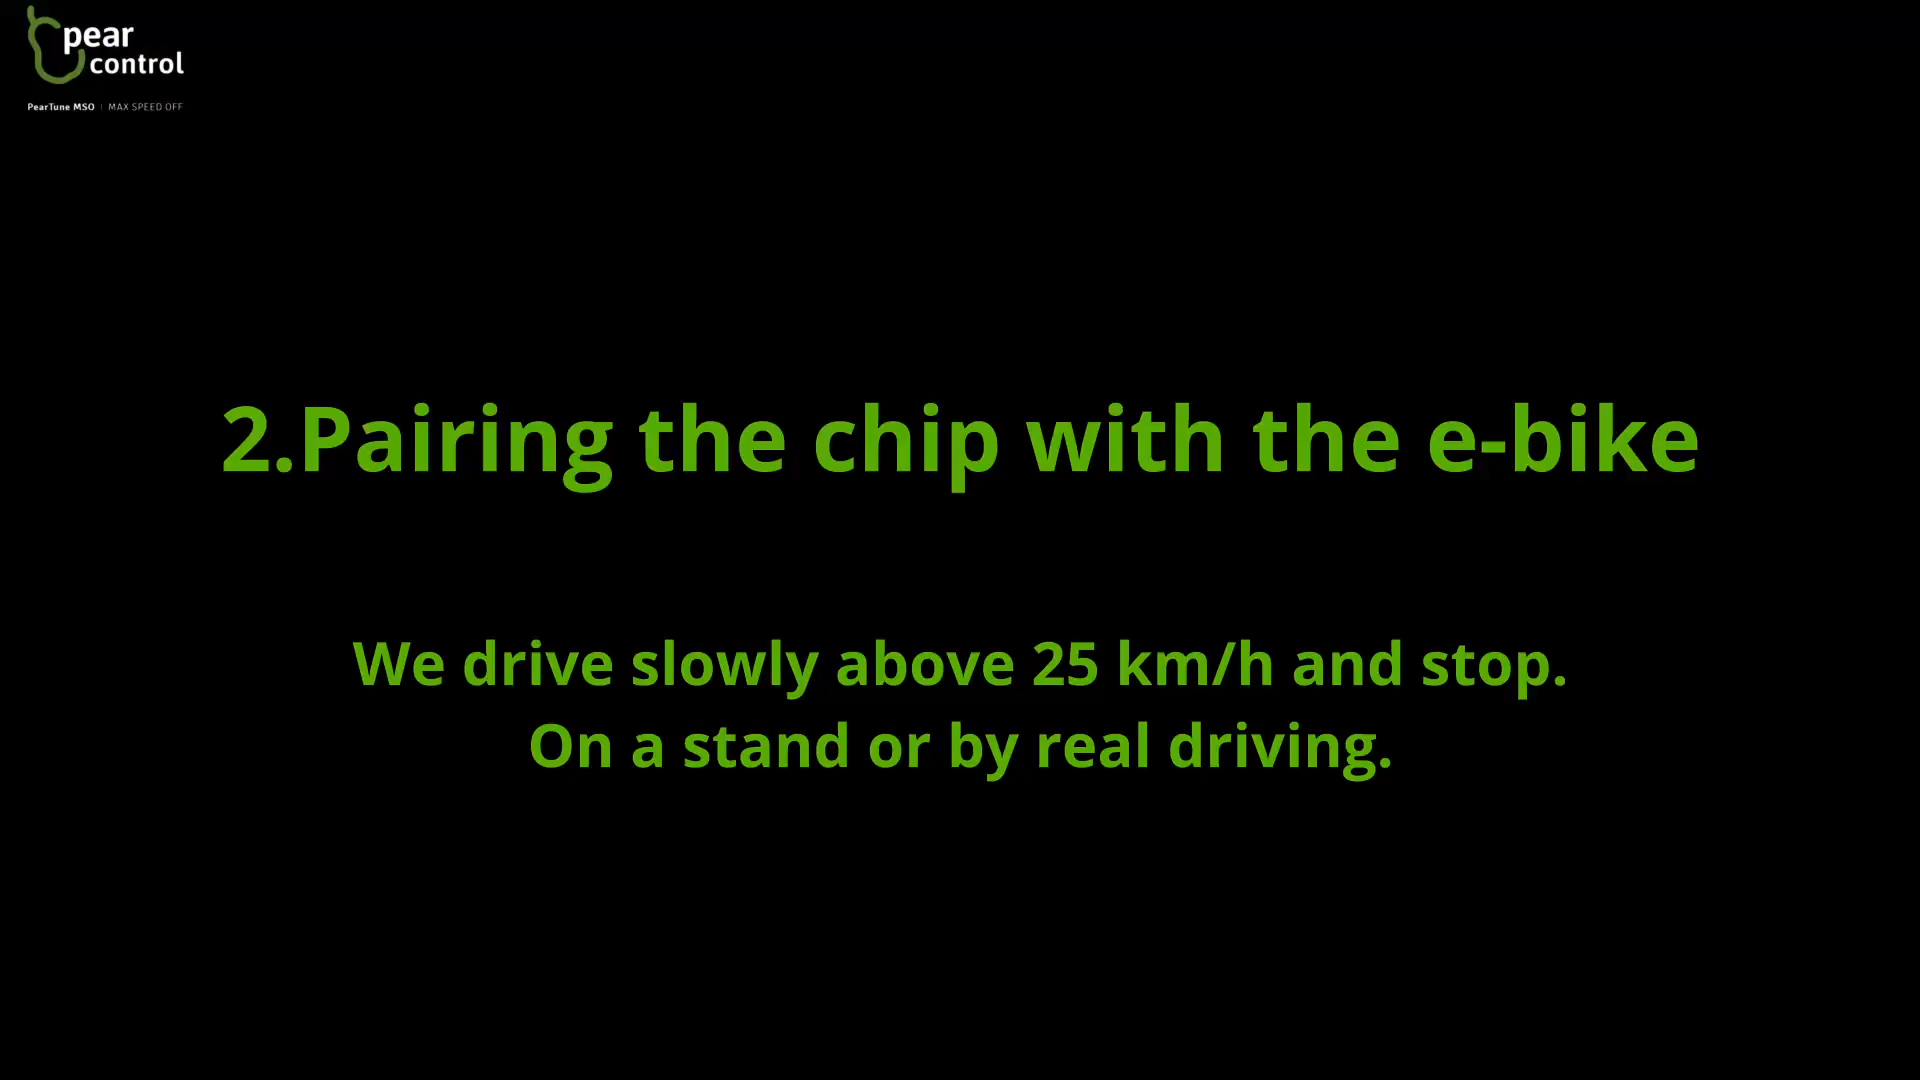 pear
control
PearTune MSO | MAX SPEED OFF
2.Pairing the chip with the e-bike
We drive slowly above 25 km/h and stop.
On a stand or by real driving.